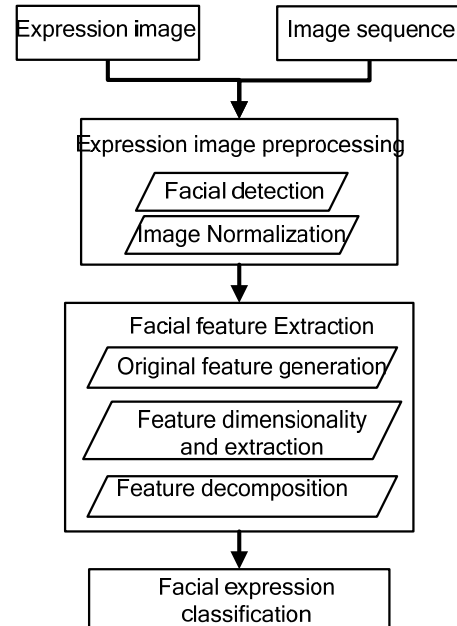 Expression image
Image sequence
Expression image preprocessing
Facial detection
Image Normalization
Facial feature Extraction
Original feature generation
Feature dimensionality
and extraction
Feature decomposition
Facial expression
classification